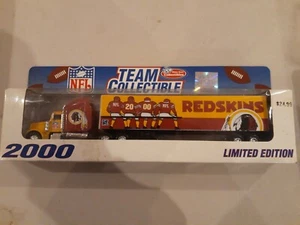 NFL
TEAM
COLLECTIBLE
20 00
REDSKINS
2000
LIMITED EDITION